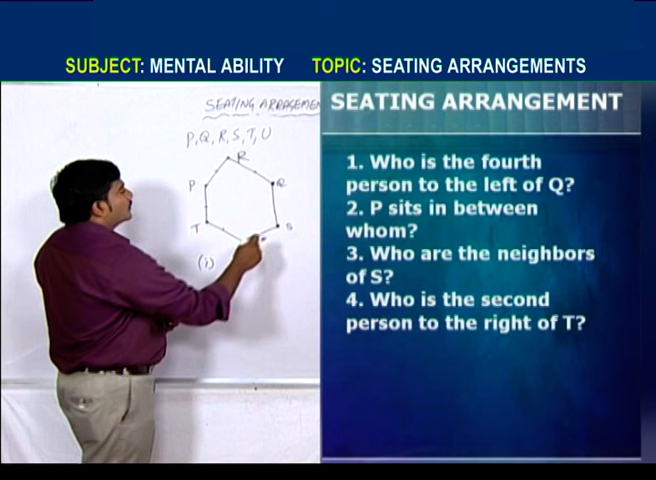 SUBJECT: MENTAL ABILITY TOPIC: SEATING ARRANGEMENTS
SEATING ARRASEMEN
P, Q, R, S, T, U
R
P
Q
T
S
(i)
SEATING ARRANGEMENT
1. Who is the fourth
person to the left of Q?
2. P sits in between
whom?
3. Who are the neighbors
of S?
4. Who is the second
person to the right of T?